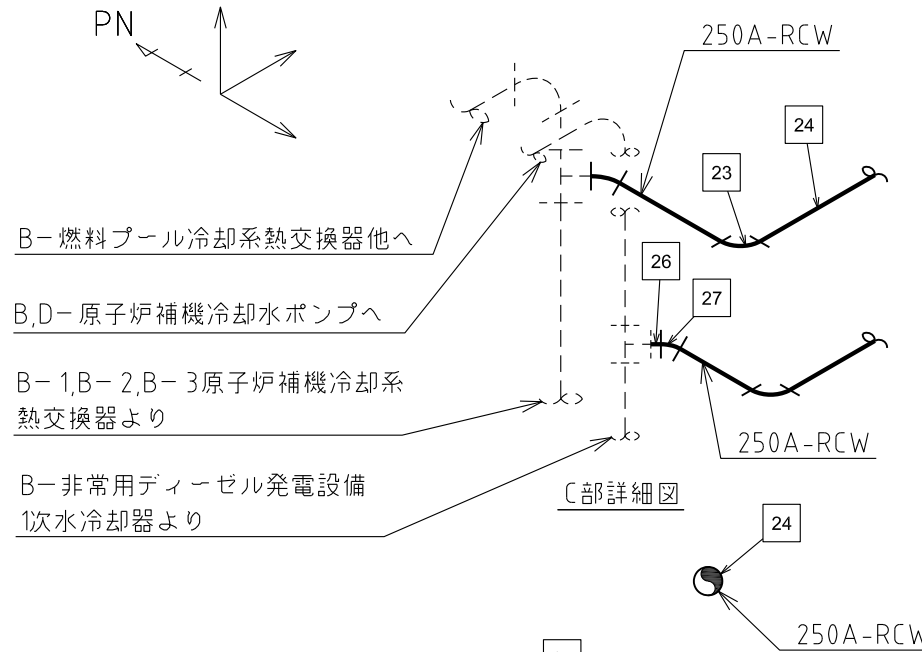 PN
250A-RCW
24
23
B-燃料プール冷却系熱交換器他へ
26
27
B,D-原子炉補機冷却水ポンプへ
B-1,B-2,B-3原子炉補機冷却系
熱交換器より
250A-RCW
B-非常用ディーゼル発電設備
1次水冷却器より
C部詳細図
24
250A-RCW